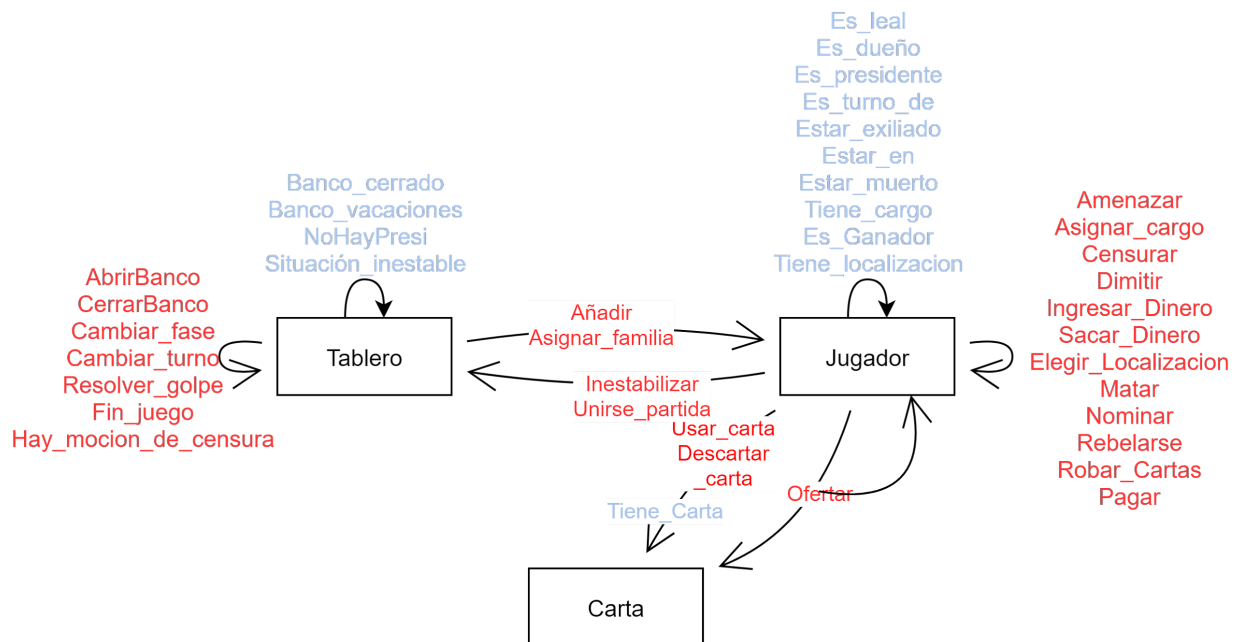 Es_leal
Es_dueño
Es_presidente
Es_turno_de
Estar_exiliado
Estar_en
Estar_muerto
Tiene_cargo
Es_Ganador
Tiene_localizacion
Banco_cerrado
Banco_vacaciones
NoHayPresi
Situación_inestable
AbrirBanco
CerrarBanco
Cambiar_fase
Cambiar_turno
Resolver_golpe
Fin_juego
Hay_mocion_de_censura
Tablero
Añadir
Asignar_familia
Inestabilizar
Unirse_partida
Jugador
Amenazar
Asignar_cargo
Censurar
Dimitir
Ingresar_Dinero
Sacar_Dinero
Elegir_Localizacion
Matar
Nominar
Rebelarse
Robar_Cartas
Pagar
Usar_carta
Descartar
_carta
Tiene_Carta
Ofertar
Carta